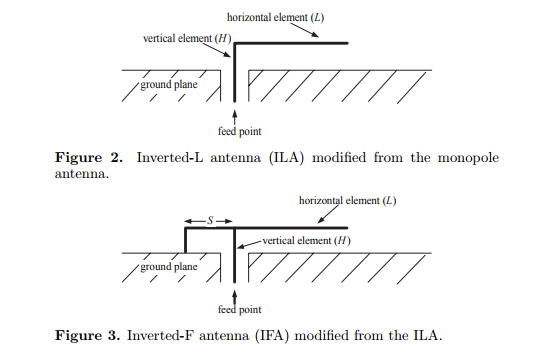 horizontal element (L)
vertical element (H)
ground plane
feed point
Figure 2. Inverted-L antenna (ILA) modified from the monopole
antenna.
horizontal element (L)
S
vertical element (H)
ground plane
feed point
Figure 3. Inverted-F antenna (IFA) modified from the ILA.